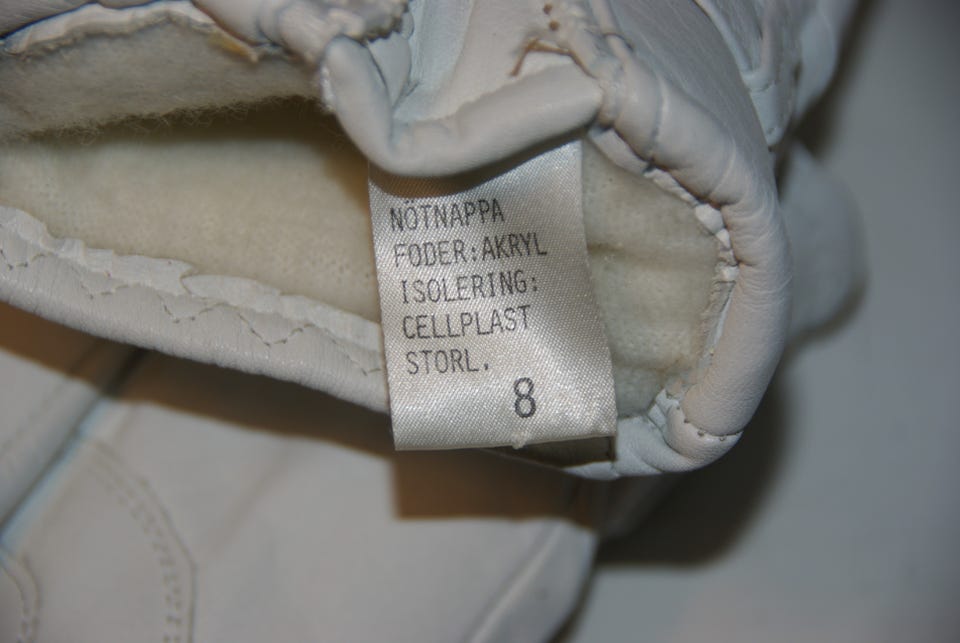 NÖTNAPPA
FODER:AKRYL
ISOLERING:
CELLPLAST
STORL.
8